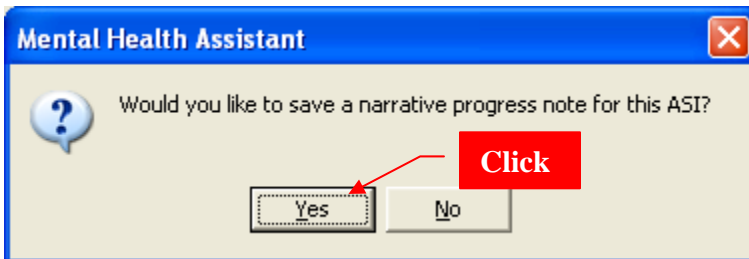 Mental Health Assistant
Would you like to save a narrative progress note for this ASI?
Click
Yes
No